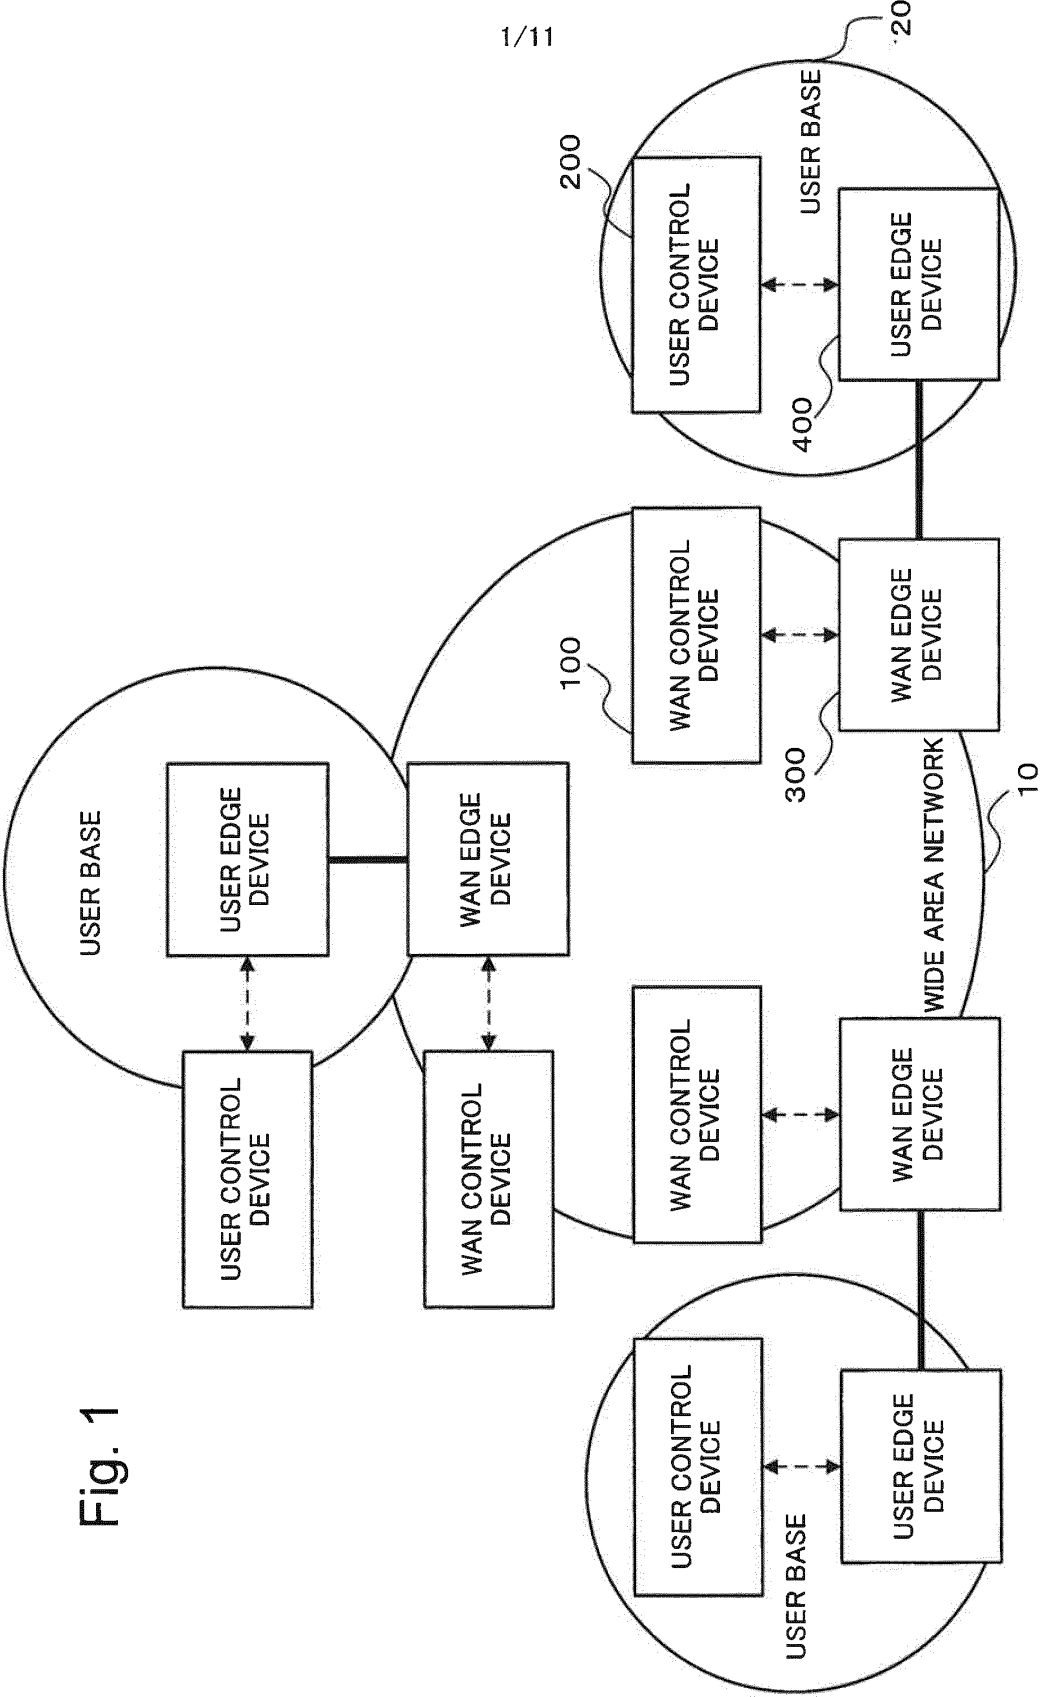 1/11
Fig. 1
USER BASE
USER CONTROL
DEVICE
USER EDGE
DEVICE
WAN CONTROL
DEVICE
WAN EDGE
DEVICE
USER CONTROL
DEVICE
USER BASE
USER EDGE
DEVICE
WAN CONTROL
DEVICE
WAN EDGE
DEVICE
WIDE AREA NETWORK
10
100
WAN CONTROL
DEVICE
300
WAN EDGE
DEVICE
200
USER CONTROL
DEVICE
USER BASE
20
400
USER EDGE
DEVICE